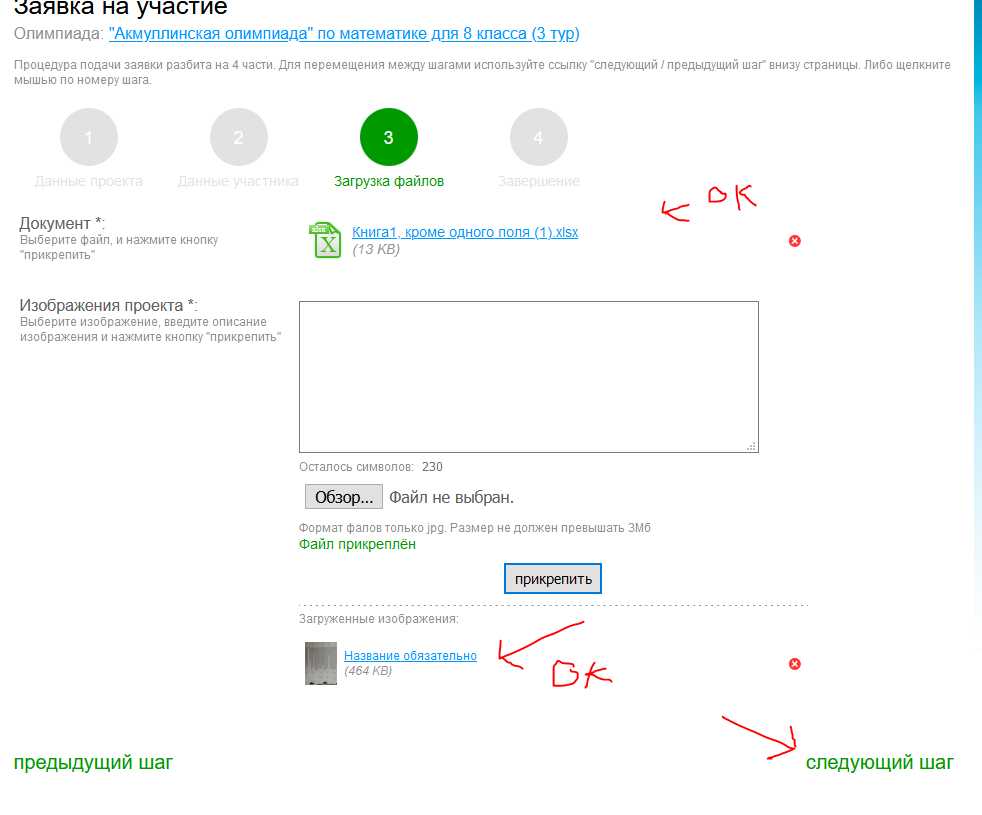 Заявка на участие
Олимпиада: "Акмуллинская олимпиада" по математике для 8 класса (3 тур)
Процедура подачи заявки разбита на 4 части. Для перемещения между шагами используйте ссылку "следующий / предыдущий шаг" внизу страницы. Либо щелкните
мышью по номеру шага.
1 2 3 4
Данные проекта Данные участника Загрузка файлов Завершение
ОК
Документ *:
Выберите файл, и нажмите кнопку
"прикрепить"
xlsx
X
Книга1, кроме одного поля (1).xlsx
(13 KB)
Изображения проекта *:
Выберите изображение, введите описание
изображения и нажмите кнопку "прикрепить"
Осталось символов: 230
Обзор... Файл не выбран.
Формат фалов только jpg. Размер не должен превышать 3Мб
Файл прикреплён
прикрепить
Загруженные изображения:
Название обязательно
(464 KB)
ОК
предыдущий шаг следующий шаг